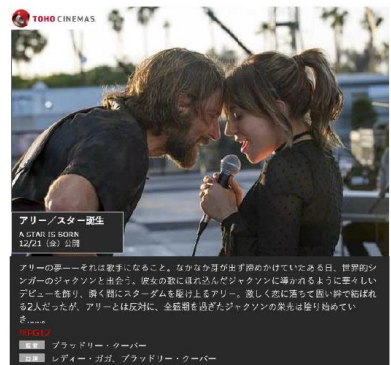 TOHO CINEMAS
アリー／スター誕生
A STAR IS BORN
12/21（金）公開
アリーの夢――それは歌手になること。なかなか芽が出ず諦めかけていたある日、世界的シ
ンガーのジャクソンと出会う。彼女の歌にほれ込んだジャクソンに導かれるように華々しい
デビューを飾り、瞬く間にスターダムを駆け上るアリー。激しく恋に落ちて固い絆で結ばれ
る2人だったが、アリーとは反対に、全盛期を過ぎたジャクソンの栄光は陰り始めてい
き……
監督 ブラッドリー・クーパー
出演 レディー・ガガ、ブラッドリー・クーパー